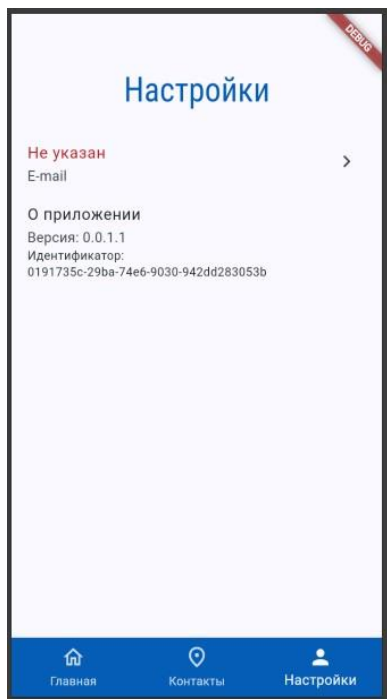 DEBUG
Настройки
Не указан
E-mail
О приложении
Версия: 0.0.1.1
Идентификатор:
0191735c-29ba-74e6-9030-942dd283053b
Главная
Контакты
Настройки